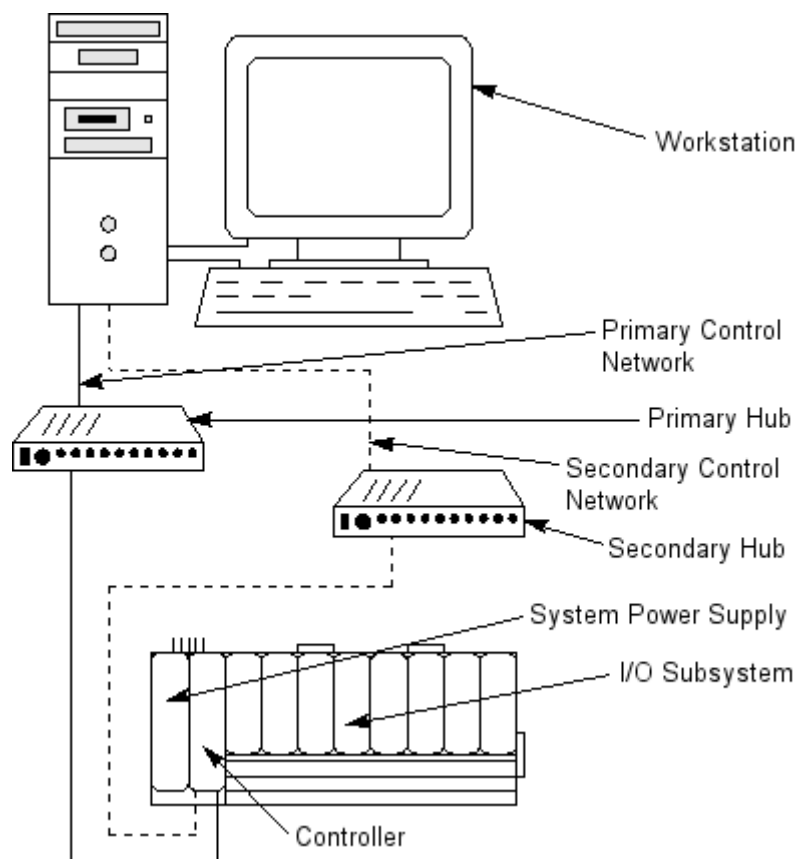 Workstation
Primary Control
Network
Primary Hub
Secondary Control
Network
Secondary Hub
System Power Supply
I/O Subsystem
Controller